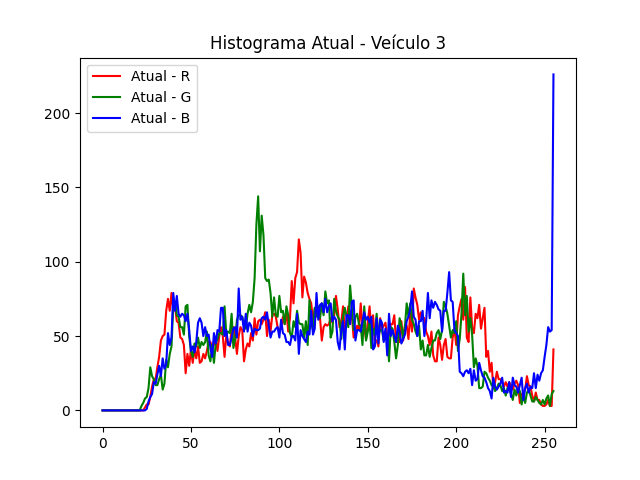 Histograma Atual - Veículo 3
Atual - R
Atual - G
Atual - B
200
150
100
50
0
0 50 100 150 200 250